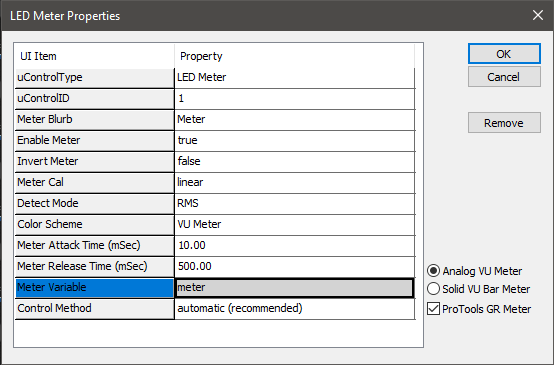 LED Meter Properties
UI Item Property
uControlType LED Meter
uControlID 1
Meter Blurb Meter
Enable Meter true
Invert Meter false
Meter Cal linear
Detect Mode RMS
Color Scheme VU Meter
Meter Attack Time (mSec) 10.00
Meter Release Time (mSec) 500.00
Meter Variable meter
Control Method automatic (recommended)
OK
Cancel
Remove
Analog VU Meter
Solid VU Bar Meter
ProTools GR Meter